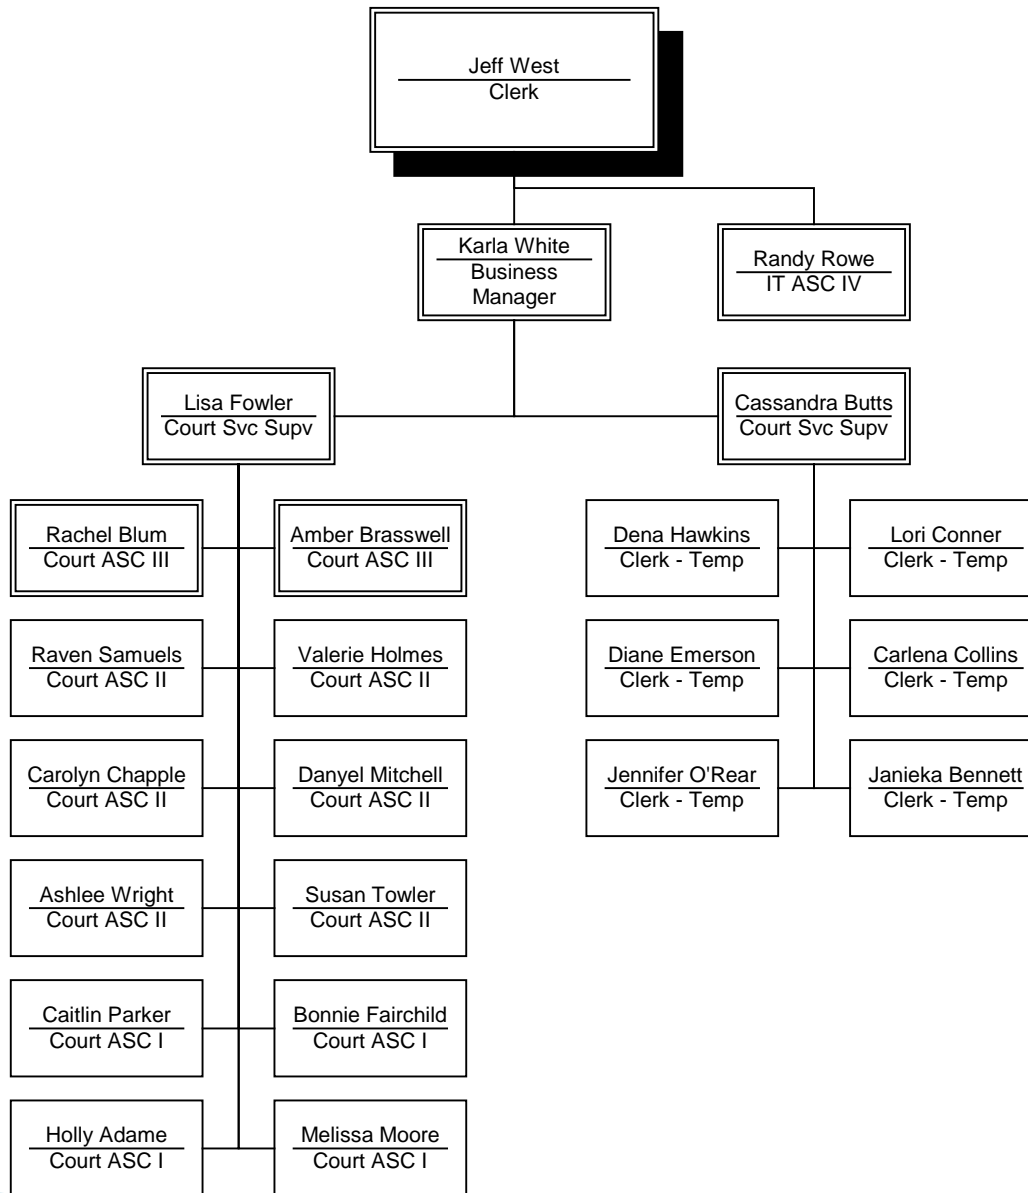 Jeff West
Clerk
Karla White
Business
Manager
Randy Rowe
IT ASC IV
Lisa Fowler
Court Svc Supv
Cassandra Butts
Court Svc Supv
Rachel Blum
Court ASC III
Amber Brasswell
Court ASC III
Dena Hawkins
Clerk - Temp
Lori Conner
Clerk - Temp
Raven Samuels
Court ASC II
Valerie Holmes
Court ASC II
Diane Emerson
Clerk - Temp
Carlena Collins
Clerk - Temp
Carolyn Chapple
Court ASC II
Danyel Mitchell
Court ASC II
Jennifer O'Rear
Clerk - Temp
Janieka Bennett
Clerk - Temp
Ashlee Wright
Court ASC II
Susan Towler
Court ASC II
Caitlin Parker
Court ASC I
Bonnie Fairchild
Court ASC I
Holly Adame
Court ASC I
Melissa Moore
Court ASC I